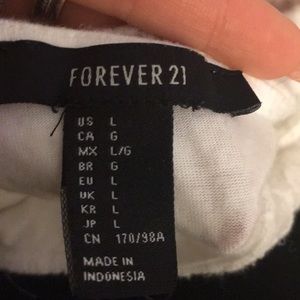 FOREVER 21
US L
CA G
MX L/G
BR G
EU L
UK L
KR L
JP L
CN 170/98A
MADE IN
INDONESIA